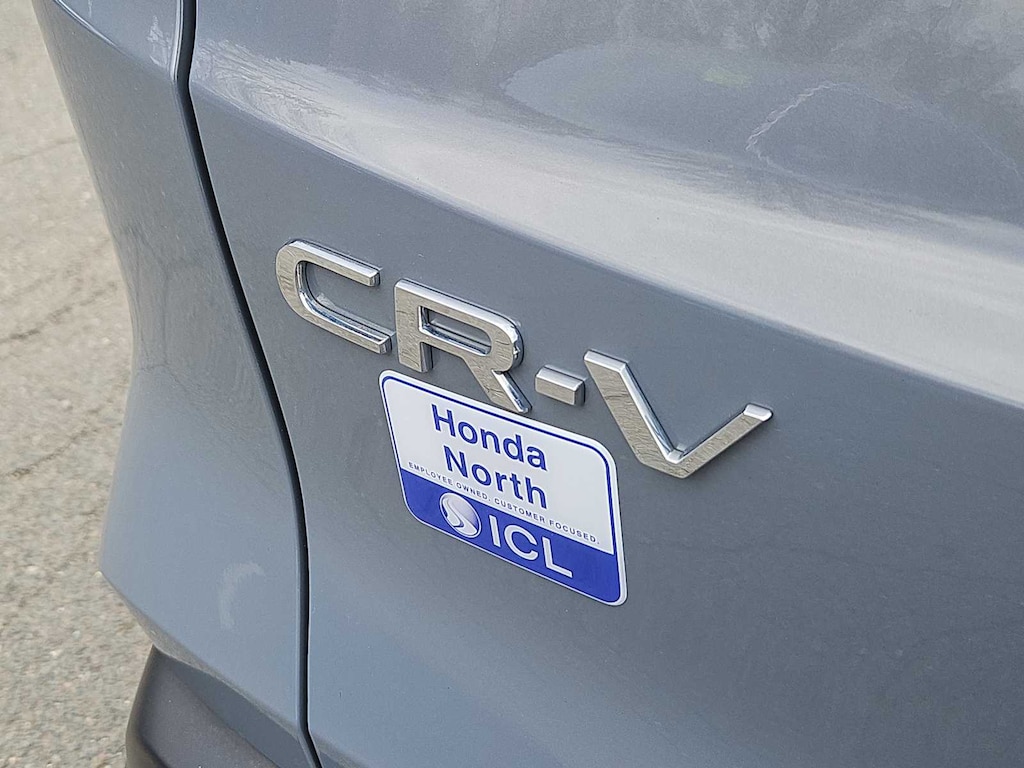 CR-V
Honda
North
EMPLOYEE OWNED. CUSTOMER FOCUSED.
ICL